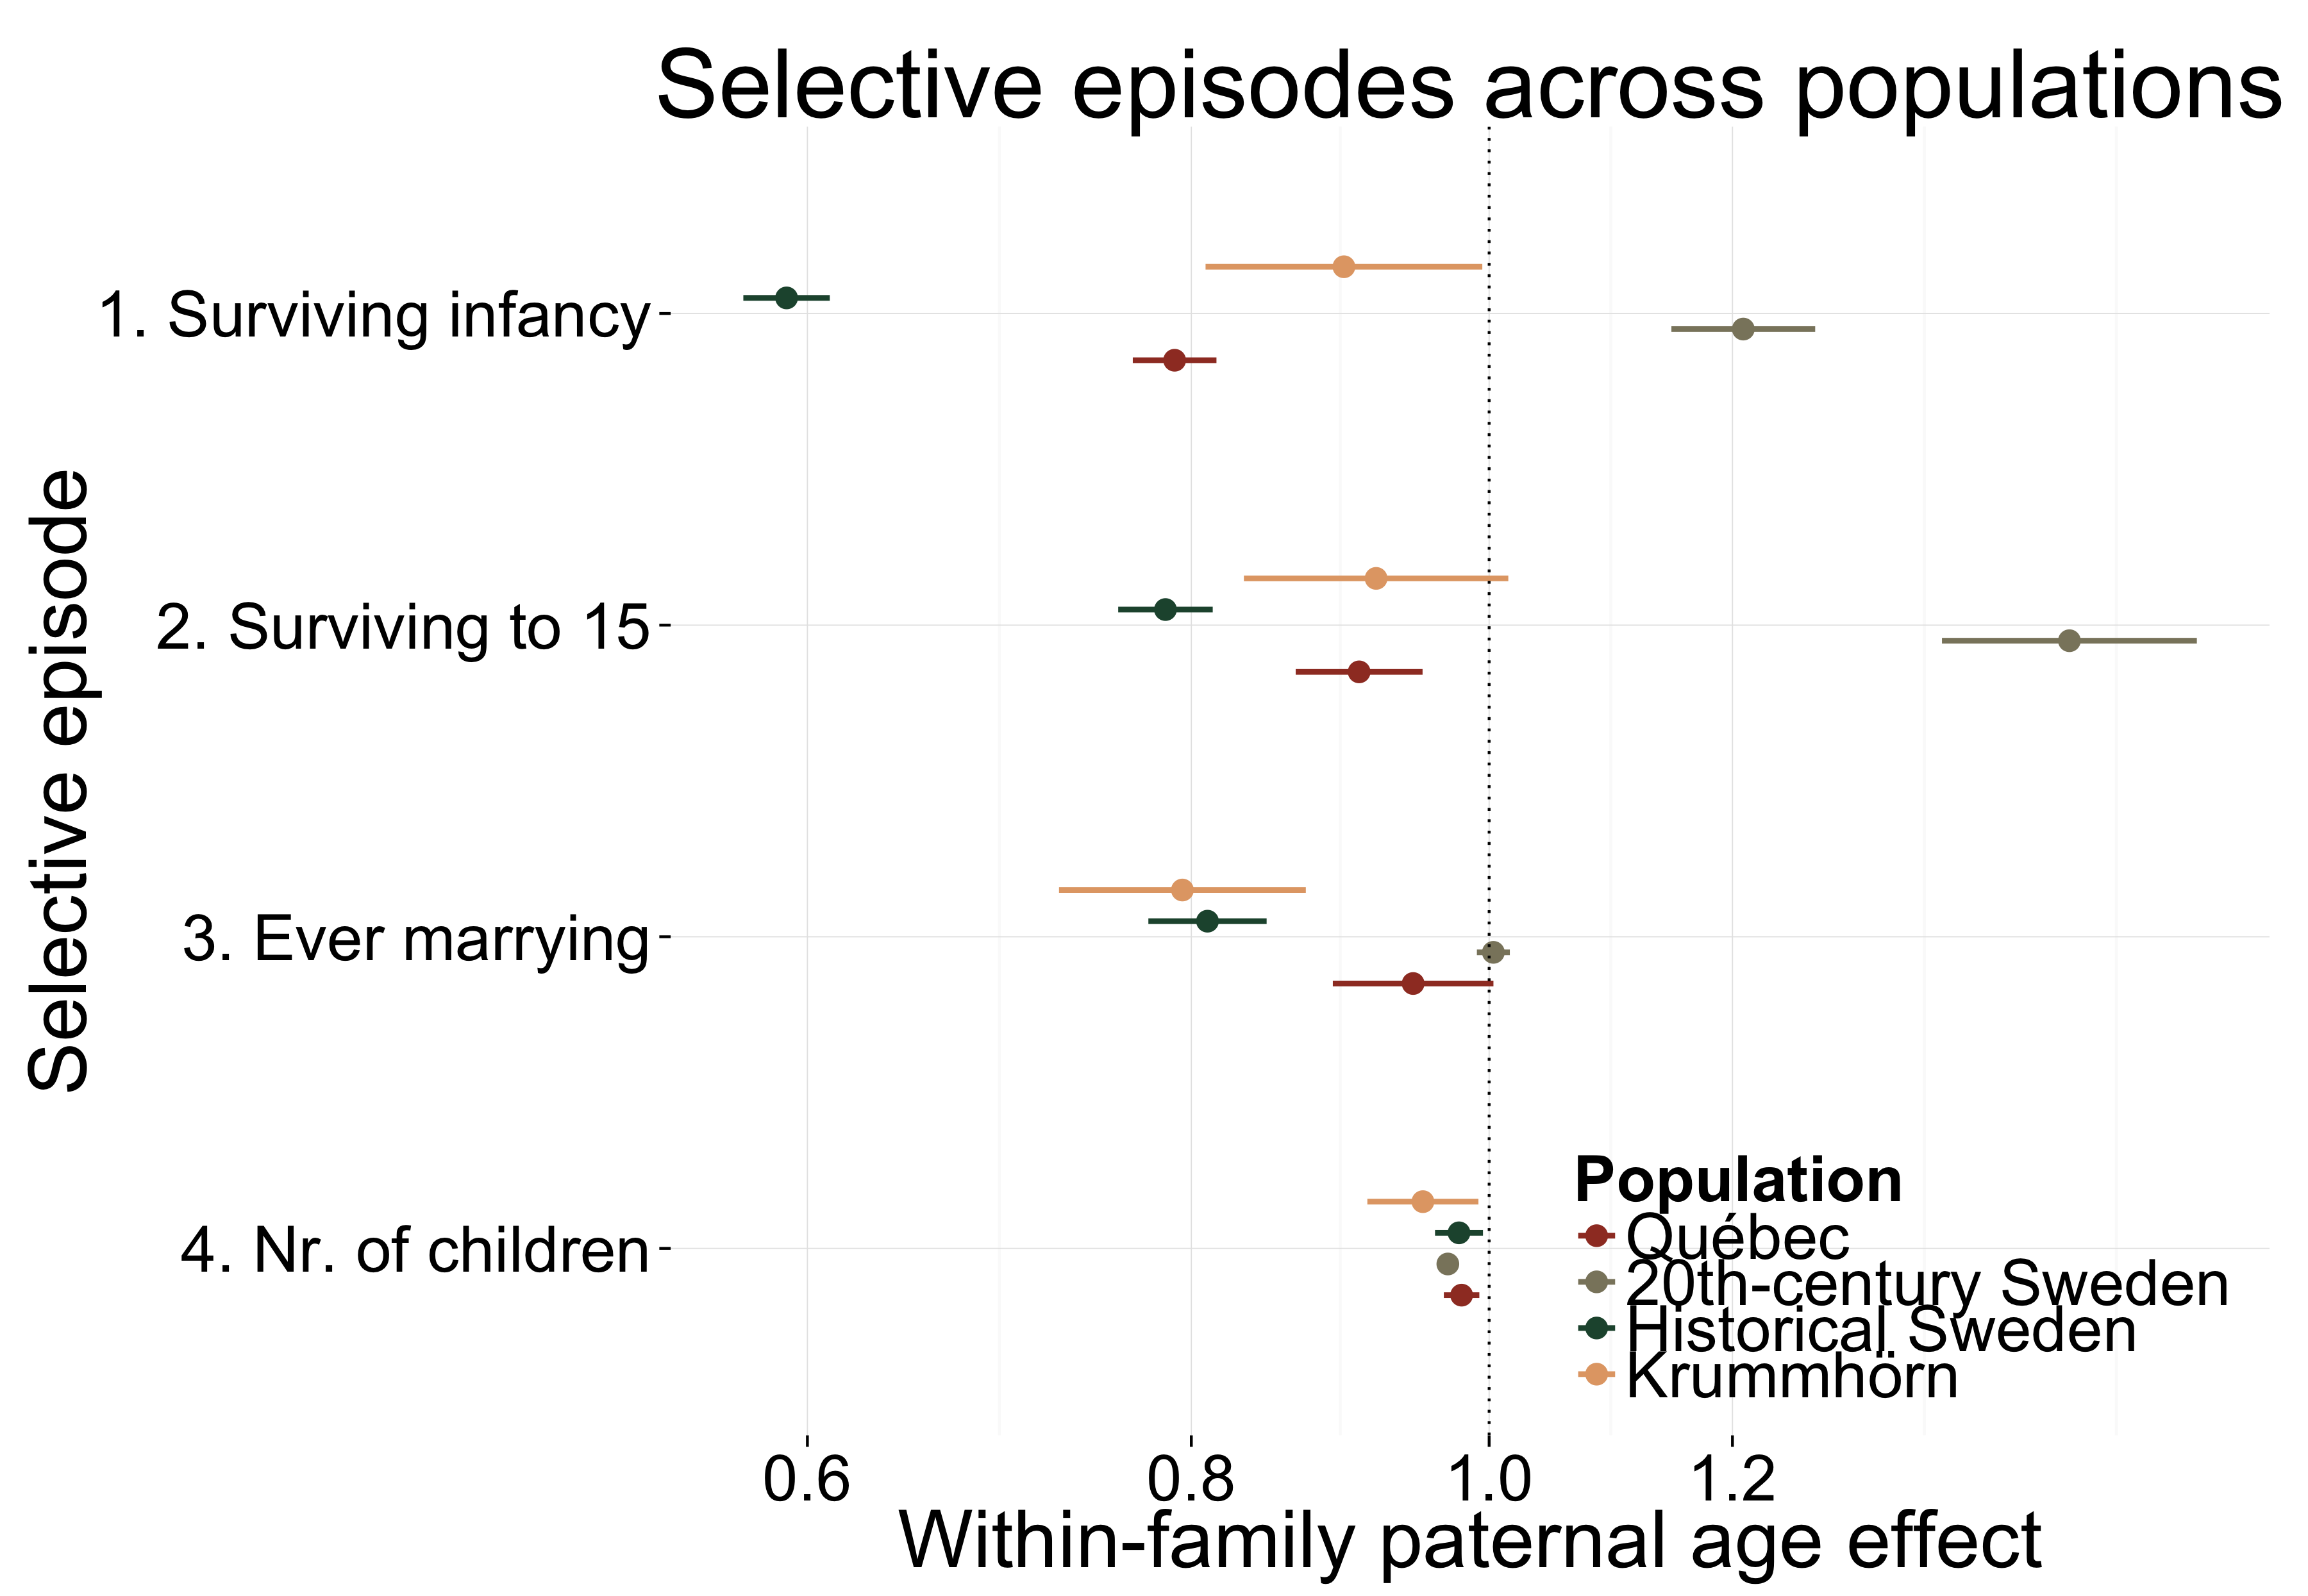 Selective episodes across populations
Selective episode
1. Surviving infancy
2. Surviving to 15
3. Ever marrying
4. Nr. of children
Population
Québec
20th-century Sweden
Historical Sweden
Krummhörn
0.6 0.8 1.0 1.2
Within-family paternal age effect